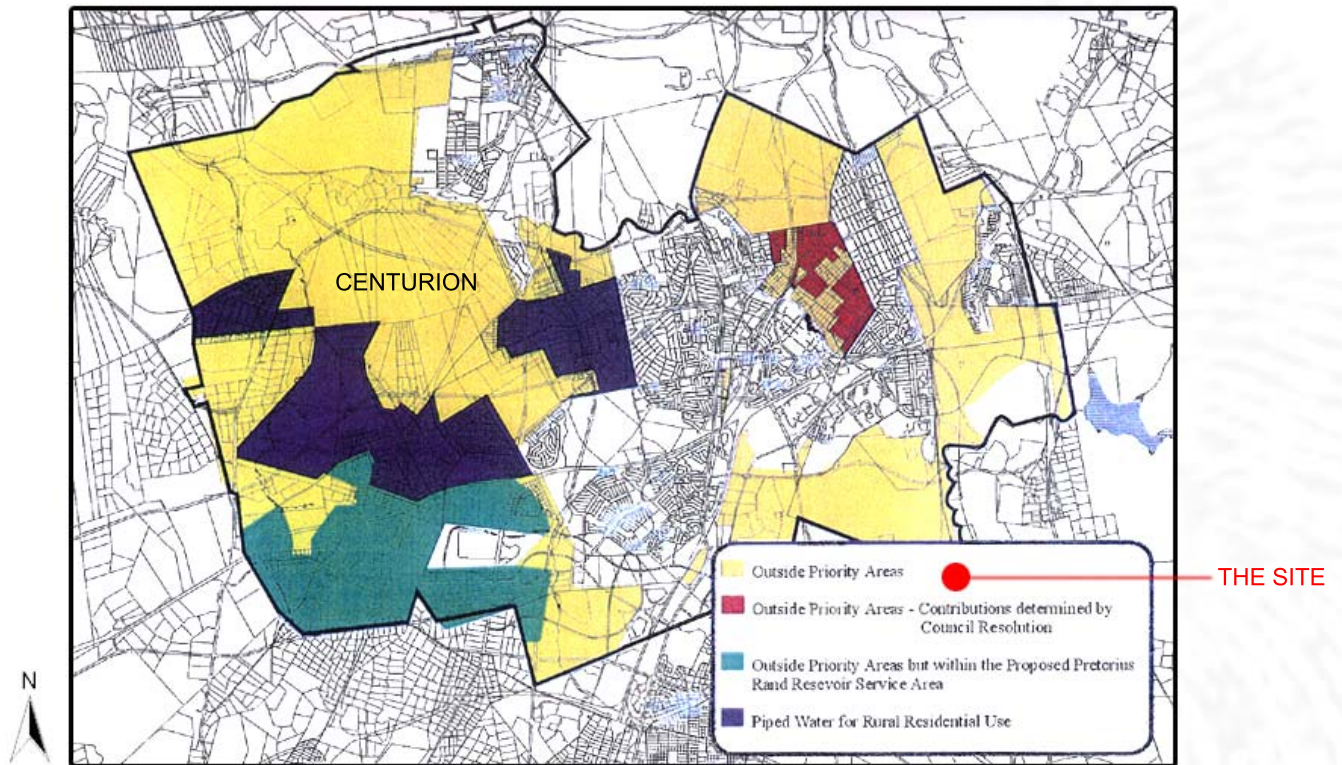 CENTURION
Outside Priority Areas
THE SITE
Outside Priority Areas - Contributions determined by
Council Resolution
Outside Priority Areas but within the Proposed Pretorius
Rand Resevoir Service Area
Piped Water for Rural Residential Use
N